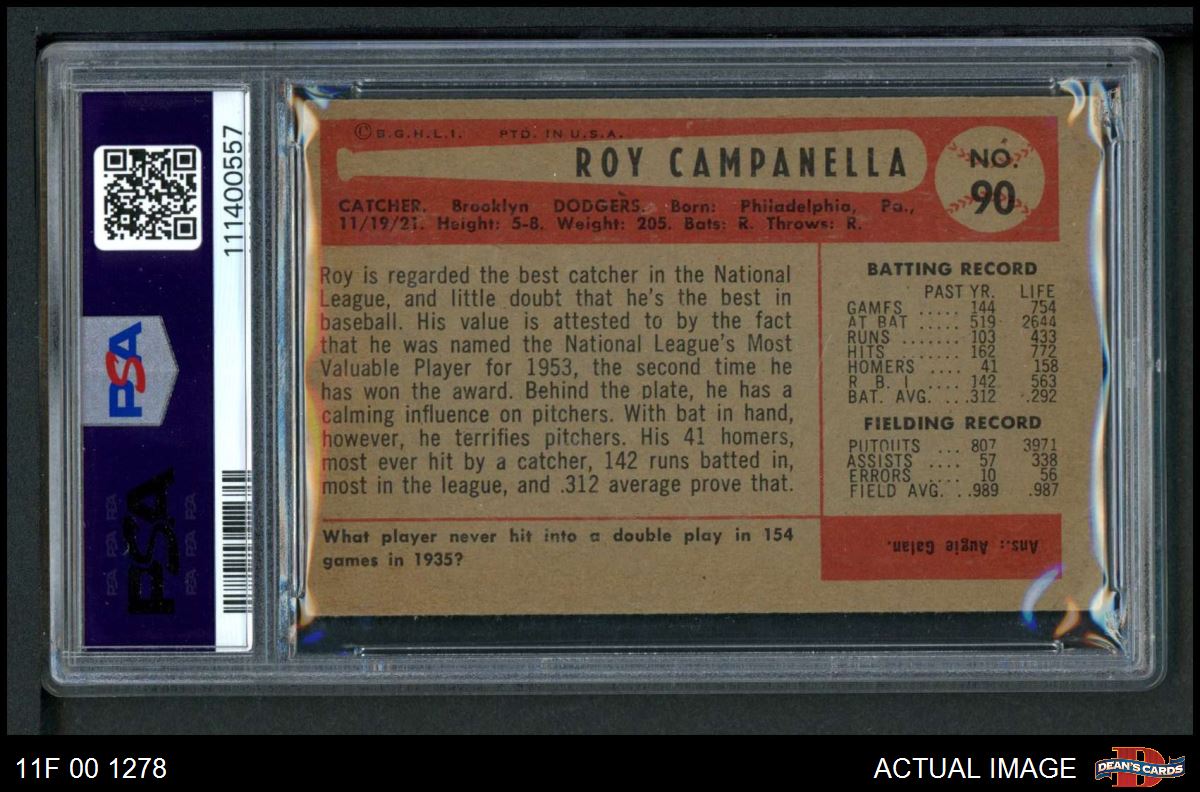 111400557
PSA
PSA
©B.G.H.L.I. PTD. IN U.S.A.
ROY CAMPANELLA
NO.
90
CATCHER. Brooklyn DODGERS. Born: Philadelphia, Pa.,
11/19/21. Height: 5-8. Weight: 205. Bats: R. Throws: R.
Roy is regarded the best catcher in the National
League, and little doubt that he's the best in
baseball. His value is attested to by the fact
that he was named the National League's Most
Valuable Player for 1953, the second time he
has won the award. Behind the plate, he has a
calming influence on pitchers. With bat in hand,
however, he terrifies pitchers. His 41 homers,
most ever hit by a catcher, 142 runs batted in,
most in the league, and .312 average prove that.
BATTING RECORD
PAST YR. LIFE
GAMES ..... 144 754
AT BAT ..... 519 2644
RUNS ....... 103 433
HITS ....... 162 772
HOMERS .... 41 158
R. B. I. .... 142 563
BAT. AVG. ...312 .292
FIELDING RECORD
PUTOUTS 807 3971
ASSISTS .... 57 338
ERRORS .... 10 56
FIELD AVG. ..989 .987
What player never hit into a double play in 154
games in 1935?
Ans.: Augie Galan.
11F 00 1278
ACTUAL IMAGE
DEAN'S CARDS